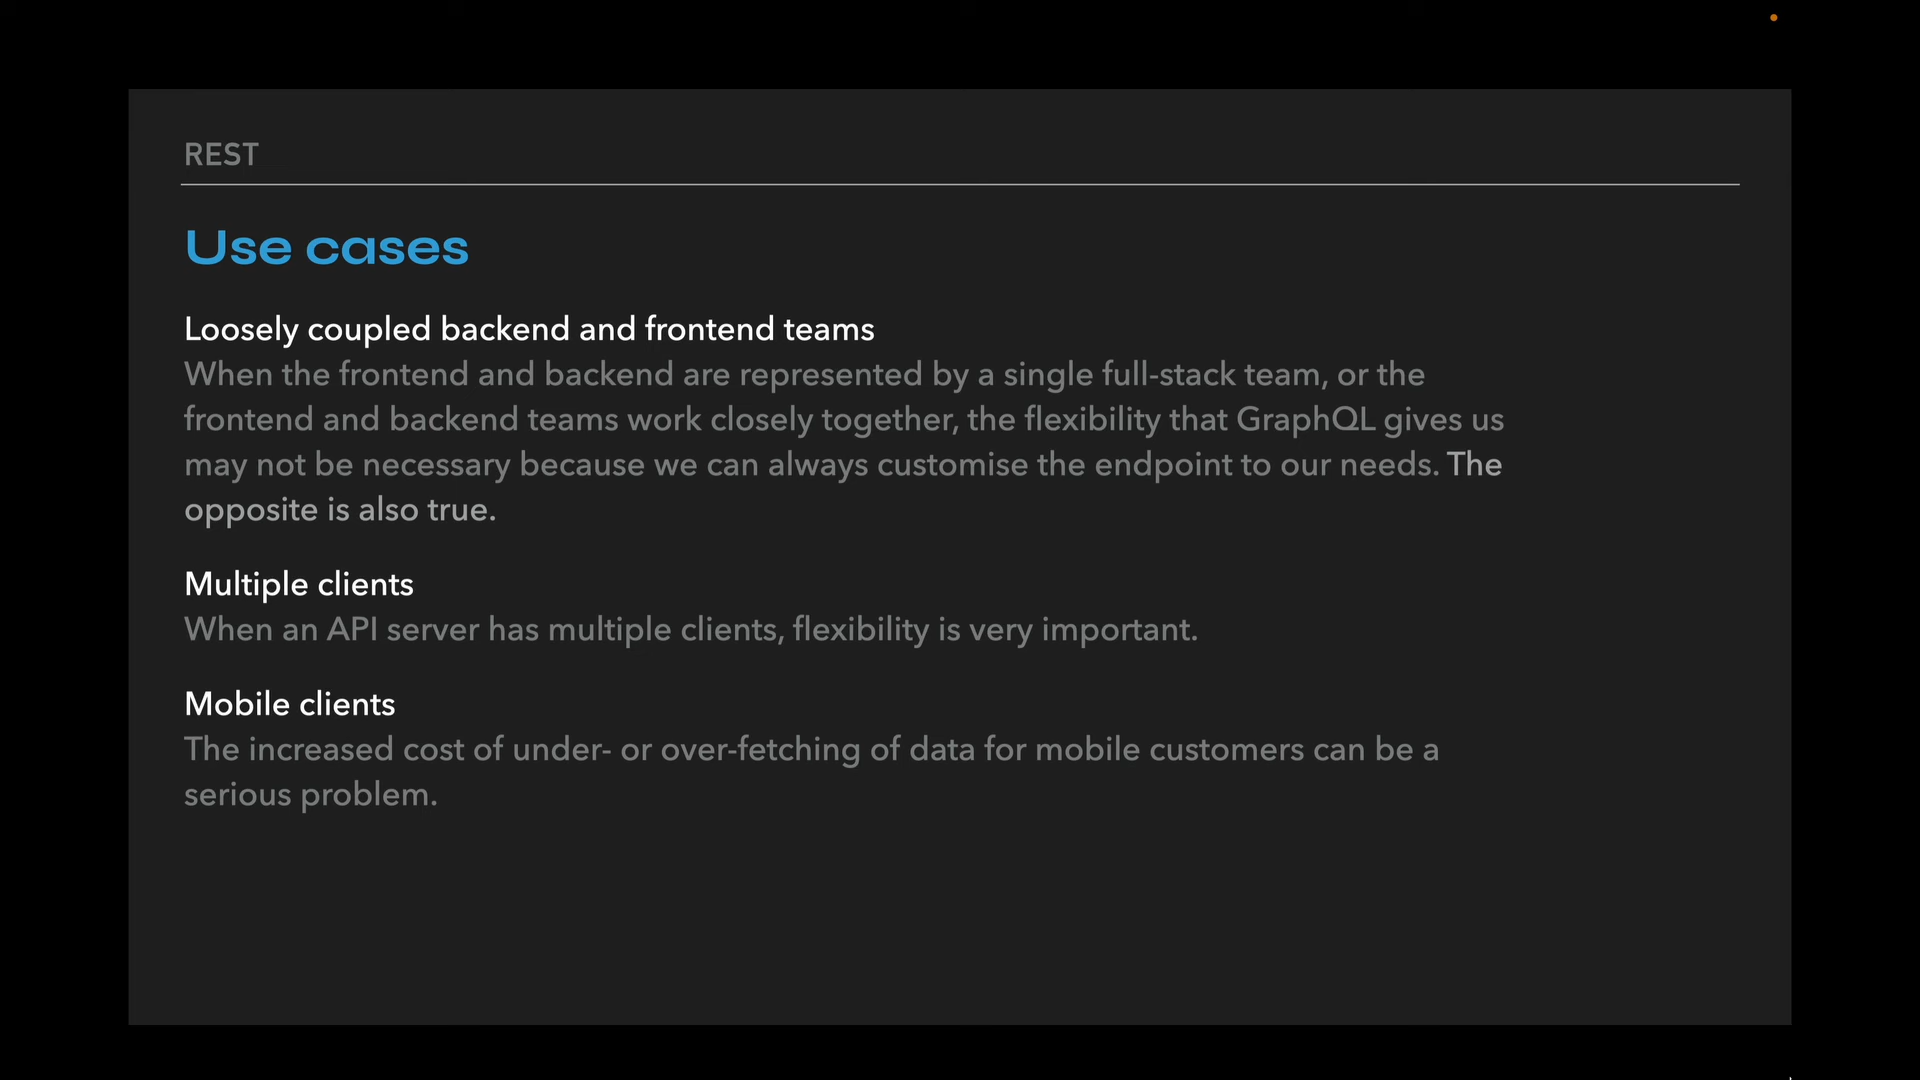 REST
Use cases
Loosely coupled backend and frontend teams
When the frontend and backend are represented by a single full-stack team, or the
frontend and backend teams work closely together, the flexibility that GraphQL gives us
may not be necessary because we can always customise the endpoint to our needs. The
opposite is also true.
Multiple clients
When an API server has multiple clients, flexibility is very important.
Mobile clients
The increased cost of under- or over-fetching of data for mobile customers can be a
serious problem.